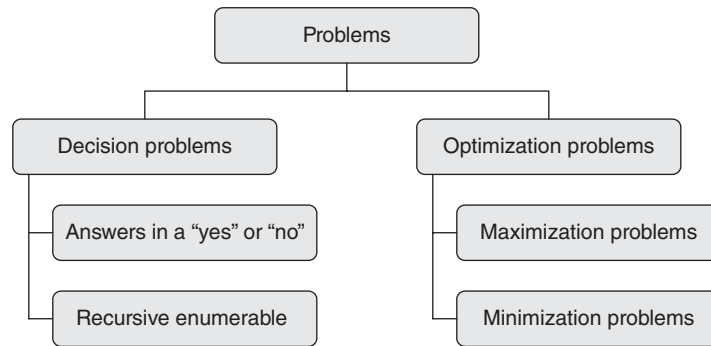 Problems
Decision problems
Optimization problems
Answers in a “yes” or “no”
Maximization problems
Recursive enumerable
Minimization problems